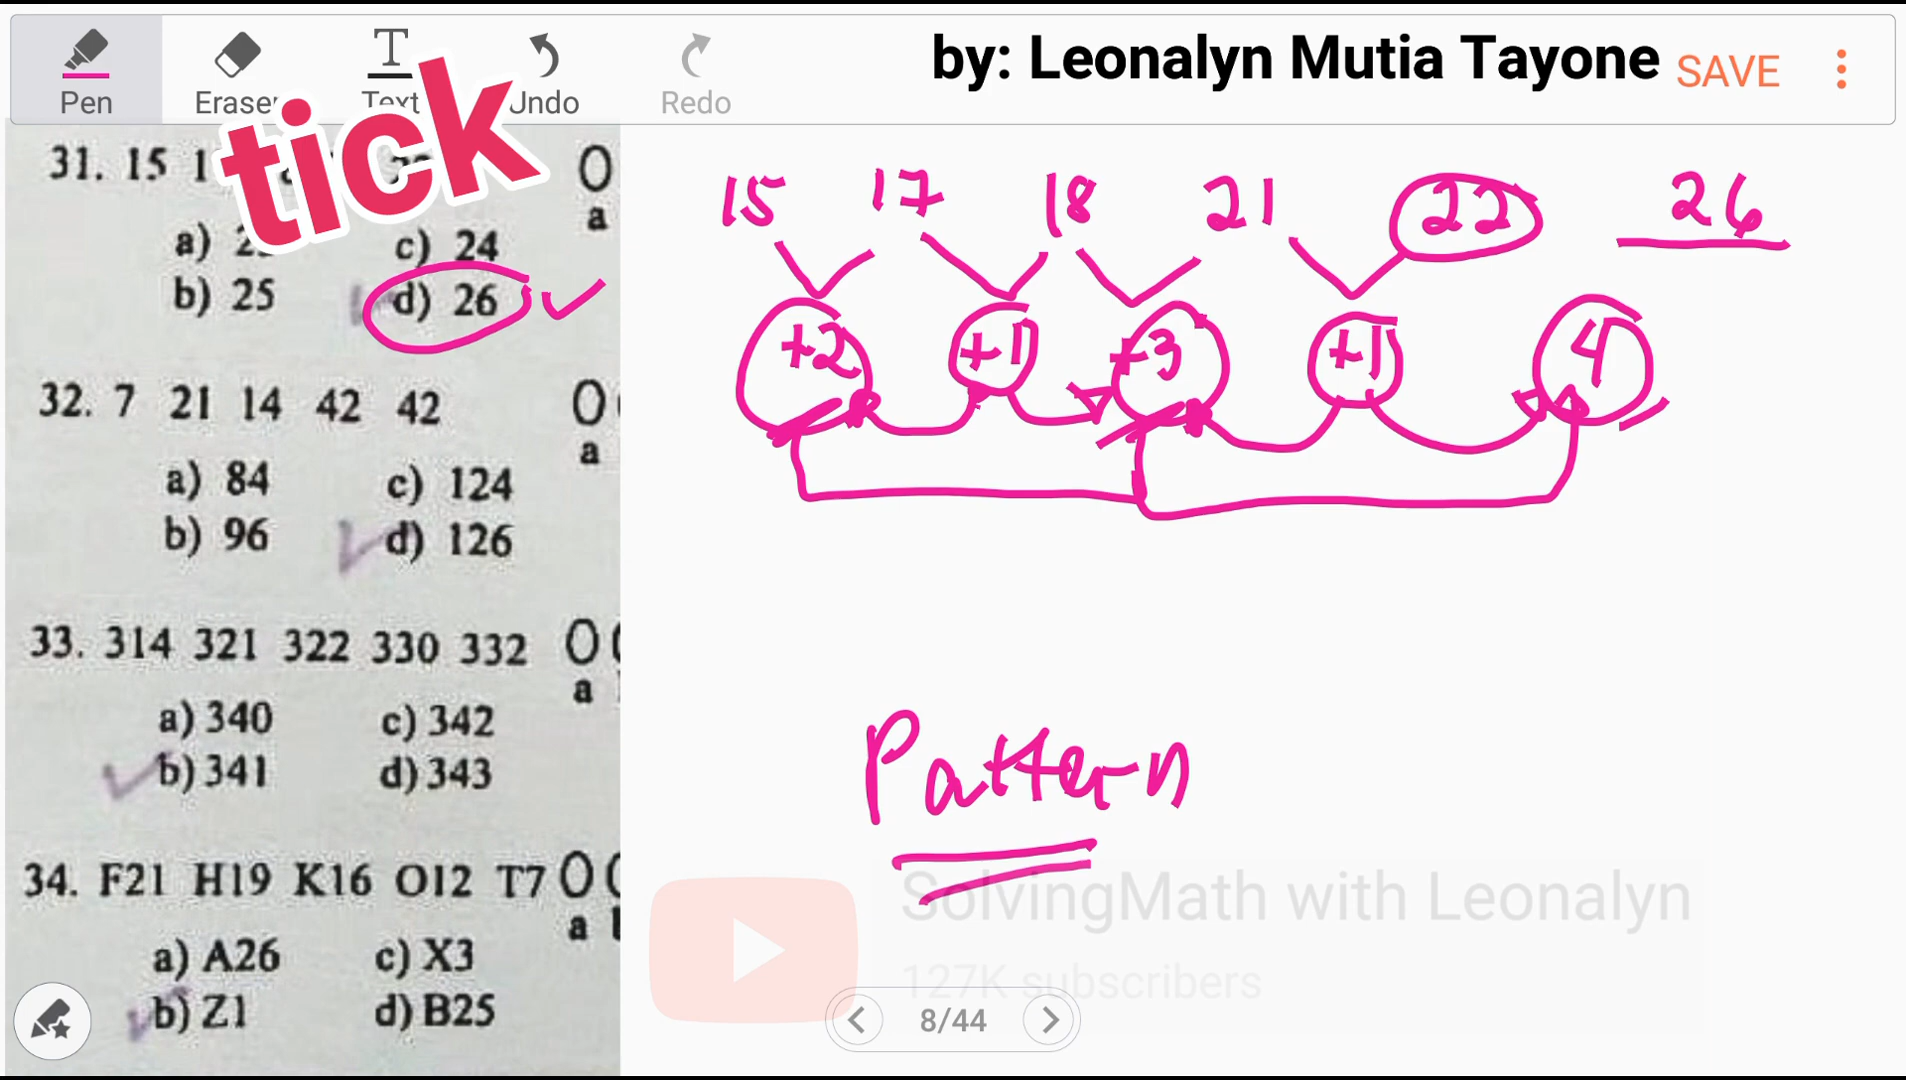 Pen Eraser Text Undo Redo by: Leonalyn Mutia Tayone SAVE
tick
31. 15
a) c) 24
b) 25 d) 26
O
a
32. 7 21 14 42 42
a) 84 c) 124
b) 96 d) 126
O
a
33. 314 321 322 330 332
a) 340 c) 342
b) 341 d) 343
O
a
34. F21 H19 K16 O12 T7
a) A26 c) X3
b) Z1 d) B25
O
a
15 17 18 21 22 26
+2 +1 +3 +1 4
Pattern
SolvingMath with Leonalyn
127K subscribers
8/44